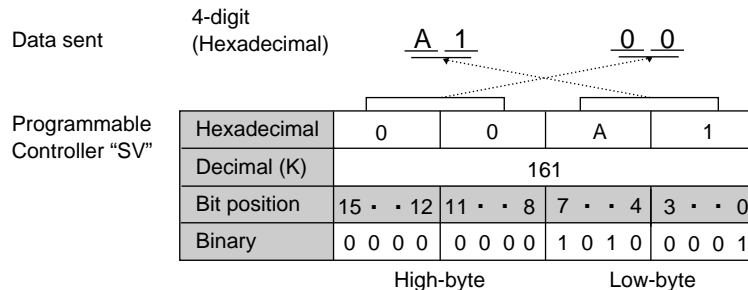 Data sent
4-digit
(Hexadecimal)
A 1
0 0
Programmable
Controller “SV”
Hexadecimal 0 0 A 1
Decimal (K) 161
Bit position 15 · · 12 11 · · 8 7 · · 4 3 · · 0
Binary 0 0 0 0 0 0 0 0 1 0 1 0 0 0 0 1
High-byte Low-byte